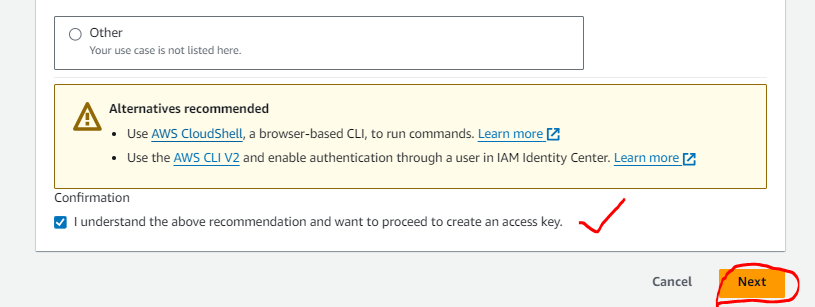 Other
Your use case is not listed here.
Alternatives recommended
• Use AWS CloudShell, a browser-based CLI, to run commands. Learn more
• Use the AWS CLI V2 and enable authentication through a user in IAM Identity Center. Learn more
Confirmation
I understand the above recommendation and want to proceed to create an access key.
Cancel Next